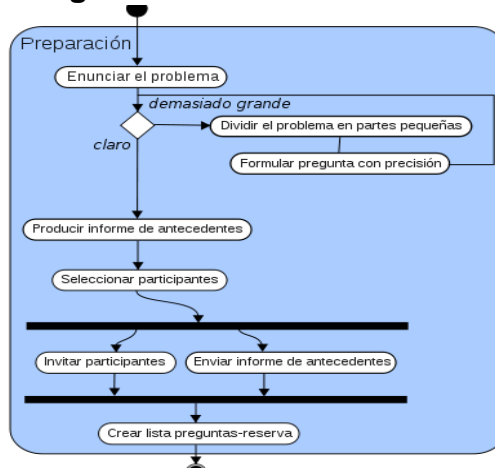 Preparación
Enunciar el problema
demasiado grande
Dividir el problema en partes pequeñas
claro
Formular pregunta con precisión
Producir informe de antecedentes
Seleccionar participantes
Invitar participantes
Enviar informe de antecedentes
Crear lista preguntas-reserva